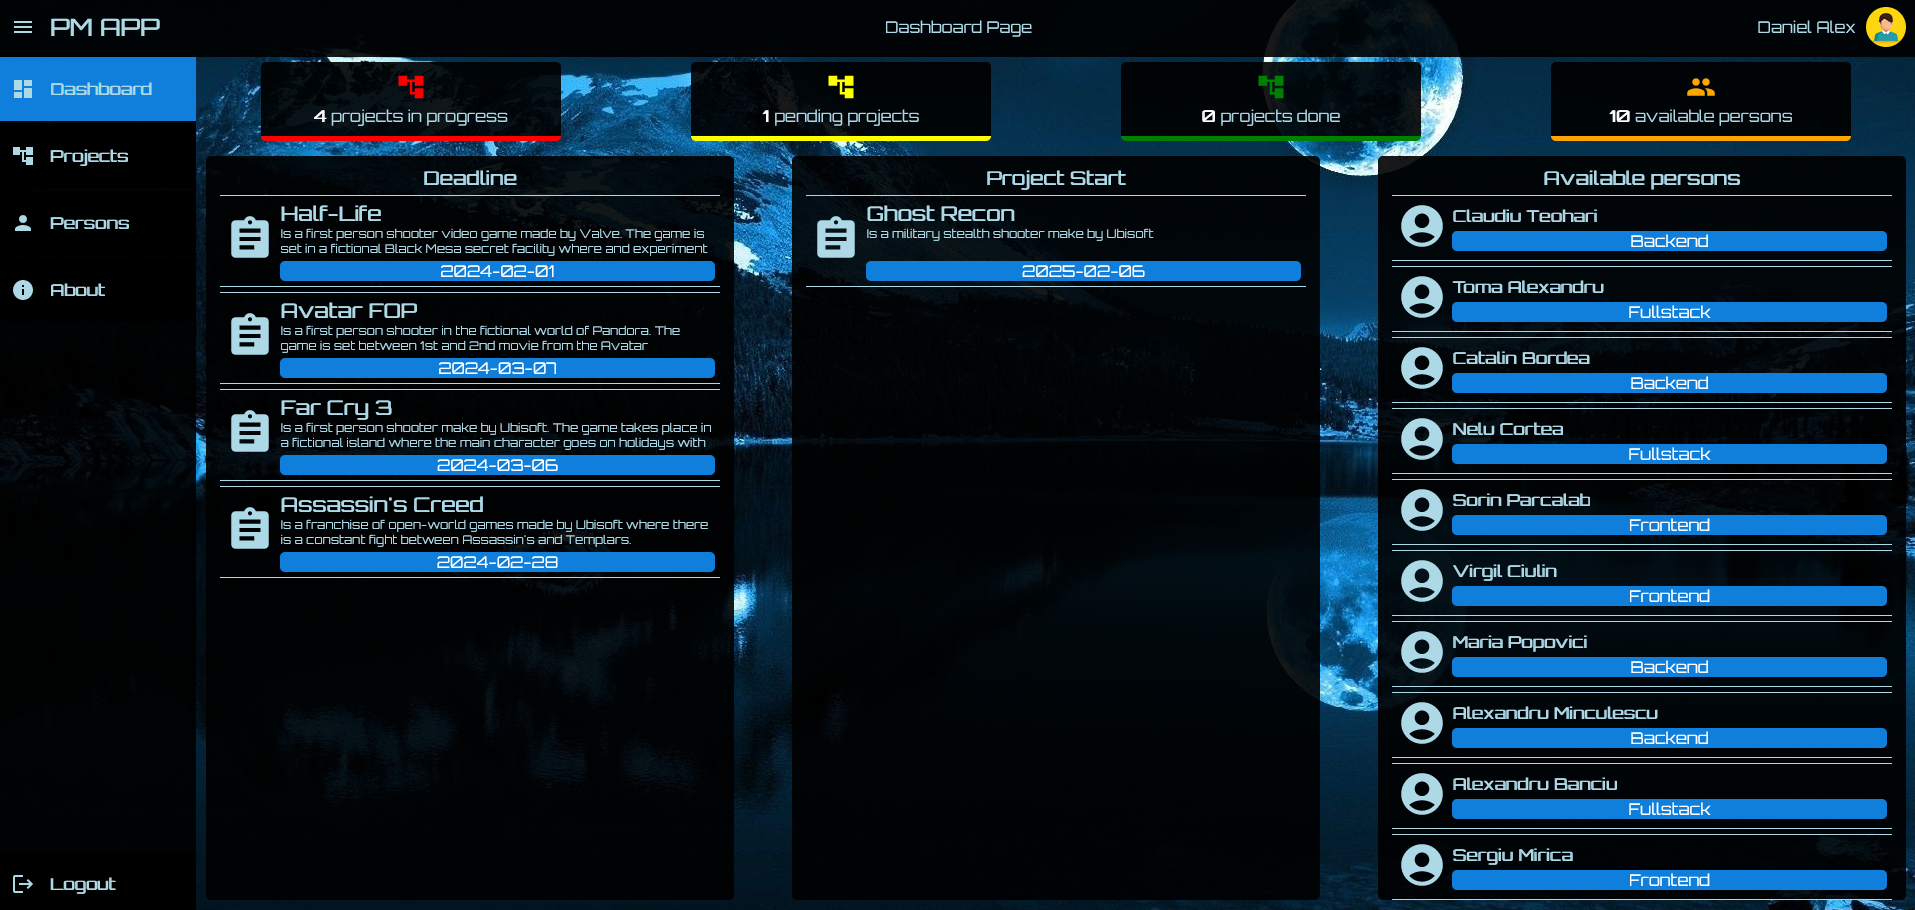 PM APP
Dashboard Page
Daniel Alex
Dashboard
Projects
Persons
About
Logout
4 projects in progress
1 pending projects
0 projects done
10 available persons
Deadline
Half-Life
Is a first person shooter video game made by Valve. The game is
set in a fictional Black Mesa secret facility where and experiment
2024-02-01
Avatar FOP
Is a first person shooter in the fictional world of Pandora. The
game is set between 1st and 2nd movie from the Avatar
2024-03-07
Far Cry 3
Is a first person shooter make by Ubisoft. The game takes place in
a fictional island where the main character goes on holidays with
2024-03-06
Assassin's Creed
Is a franchise of open-world games made by Ubisoft where there
is a constant fight between Assassin's and Templars.
2024-02-28
Project Start
Ghost Recon
Is a military stealth shooter make by Ubisoft
2025-02-06
Available persons
Claudiu Teohari
Backend
Toma Alexandru
Fullstack
Catalin Bordea
Backend
Nelu Cortea
Fullstack
Sorin Parcalab
Frontend
Virgil Ciulin
Frontend
Maria Popovici
Backend
Alexandru Minculescu
Backend
Alexandru Banciu
Fullstack
Sergiu Mirica
Frontend